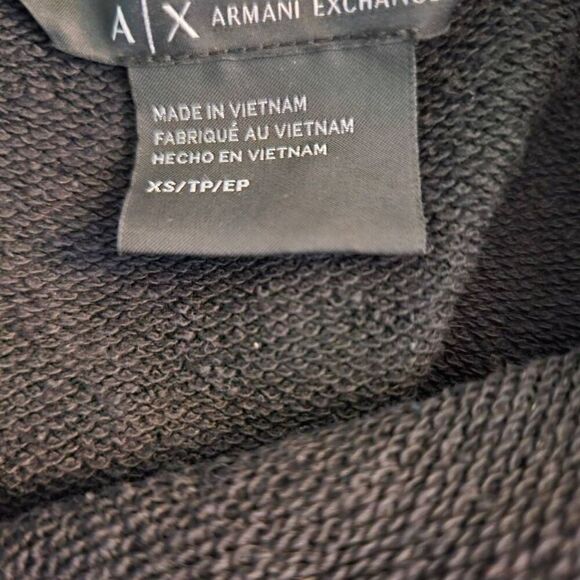 A|X ARMANI EXCHANGE
MADE IN VIETNAM
FABRIQUÉ AU VIETNAM
HECHO EN VIETNAM
XS/TP/EP